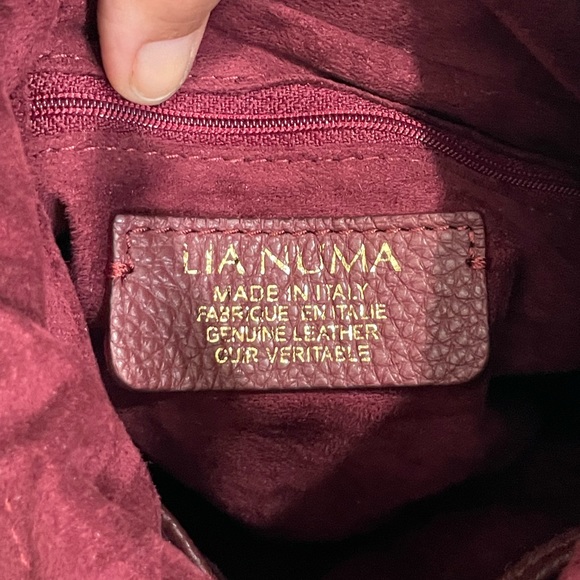 LIA NUMA
MADE IN ITALY
FABRIQUE EN ITALIE
GENUINE LEATHER
CUIR VERITABLE